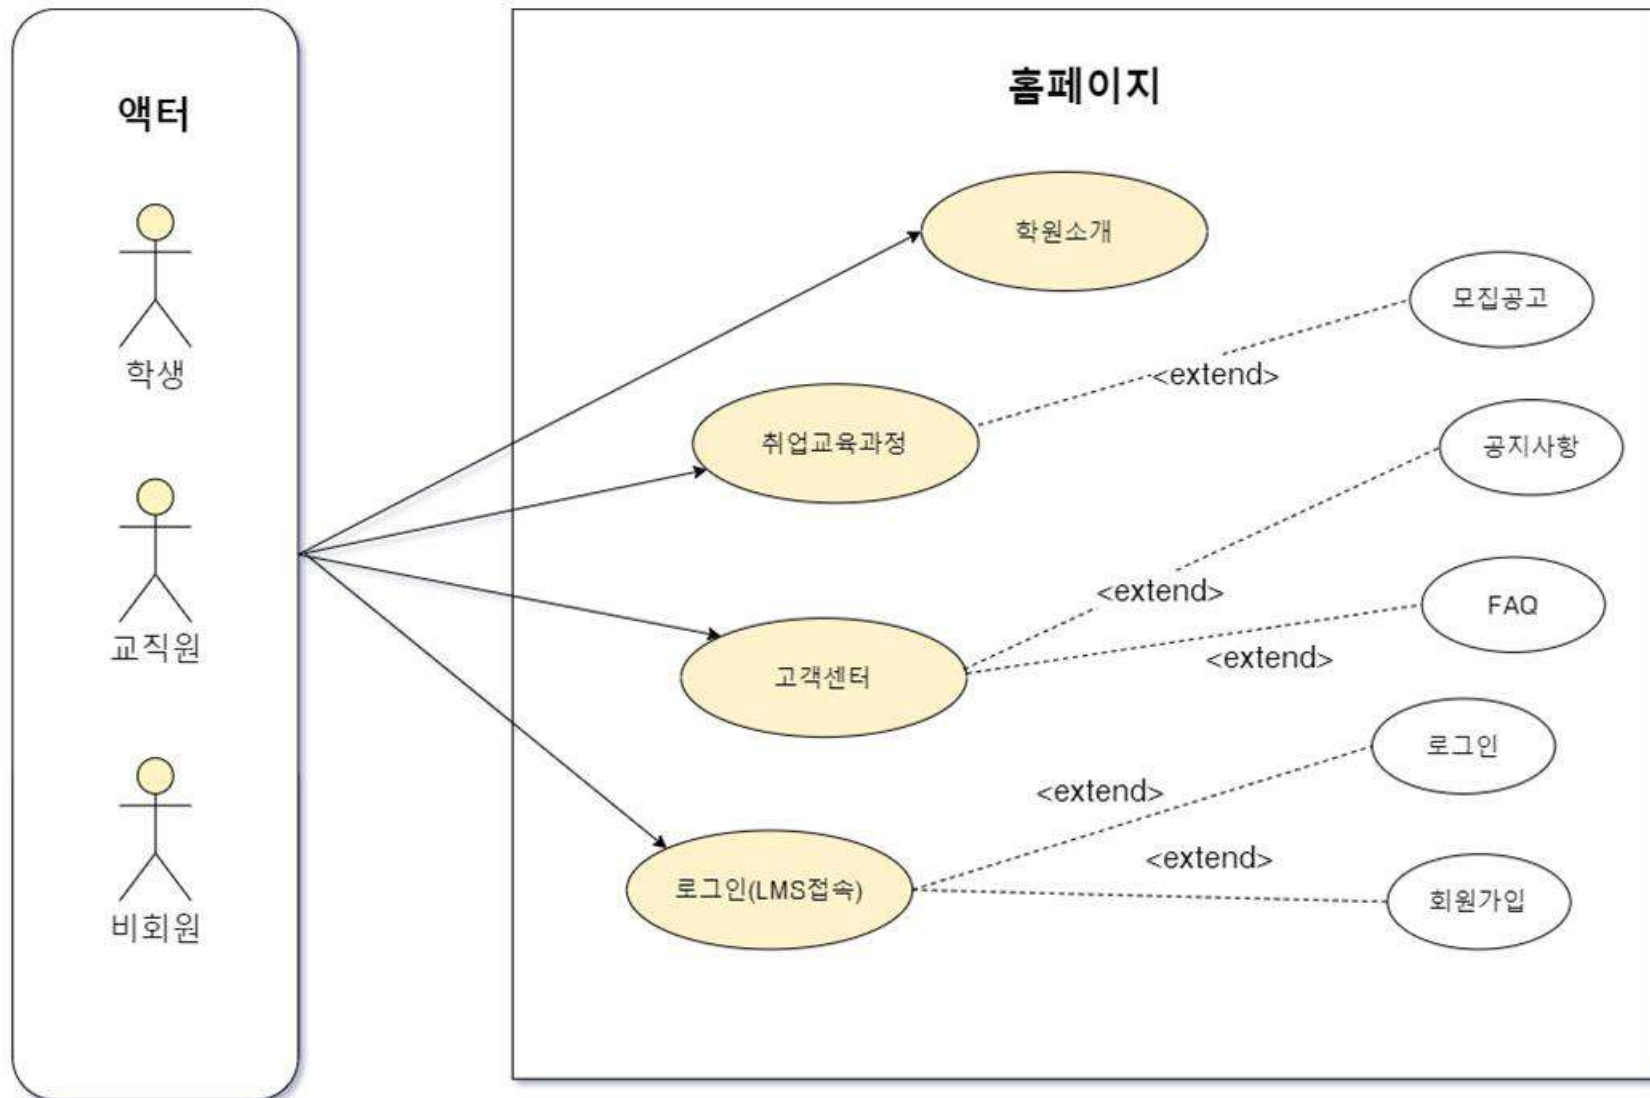 액터
학생
교직원
비회원
홈페이지
학원소개
모집공고
<extend>
취업교육과정
공지사항
<extend>
FAQ
<extend>
고객센터
로그인
<extend>
<extend>
로그인(LMS접속)
회원가입